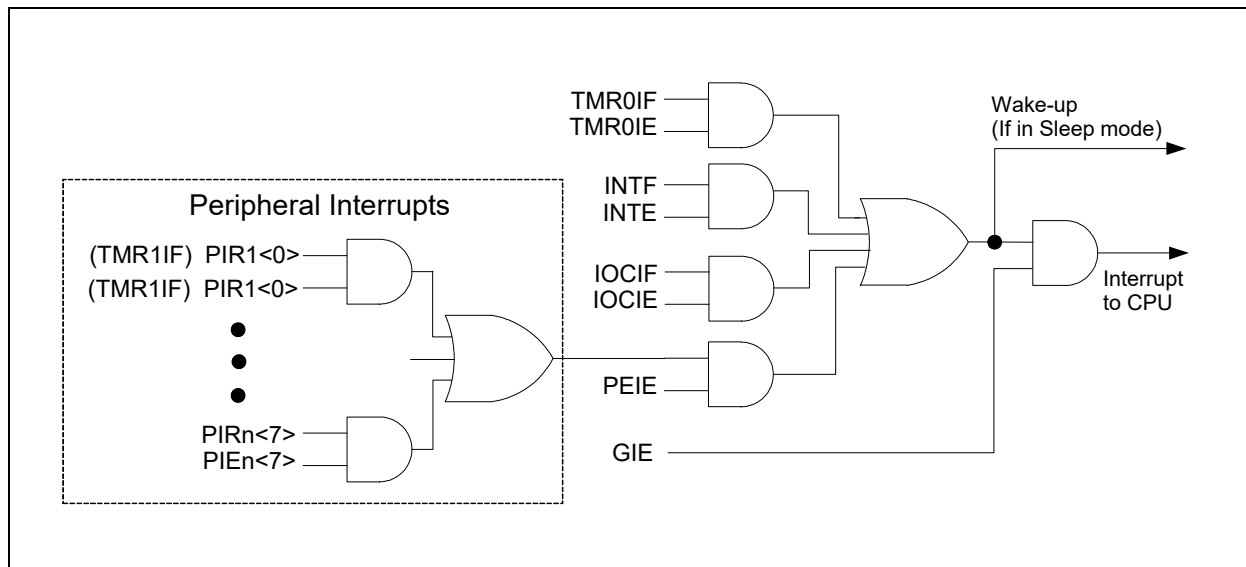 TMR0IF
TMR0IE
Wake-up
(If in Sleep mode)
INTF
INTE
Peripheral Interrupts
(TMR1IF) PIR1<0>
(TMR1IF) PIR1<0>
IOCIF
IOCIE
Interrupt
to CPU
PEIE
PIRn<7>
PIEn<7>
GIE